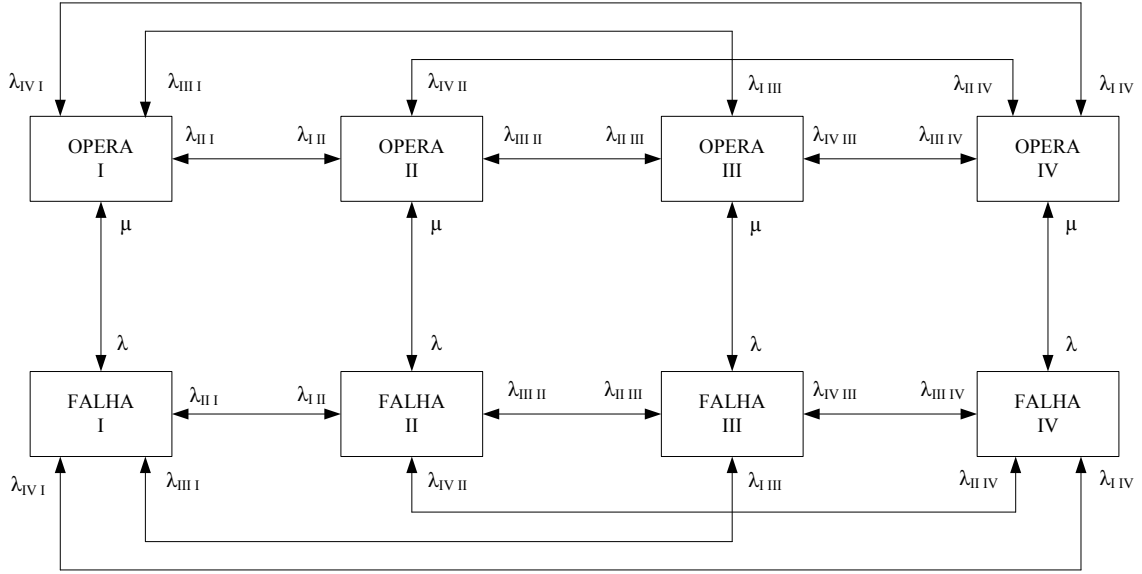 λIV I
λIII I
λIV II
λI III
λII IV
λI IV
OPERA
I
λII I
λI II
OPERA
II
λIII II
λII III
OPERA
III
λIV III
λIII IV
OPERA
IV
μ
μ
μ
μ
λ
λ
λ
λ
FALHA
I
λII I
λI II
FALHA
II
λIII II
λII III
FALHA
III
λIV III
λIII IV
FALHA
IV
λIV I
λIII I
λIV II
λI III
λII IV
λI IV